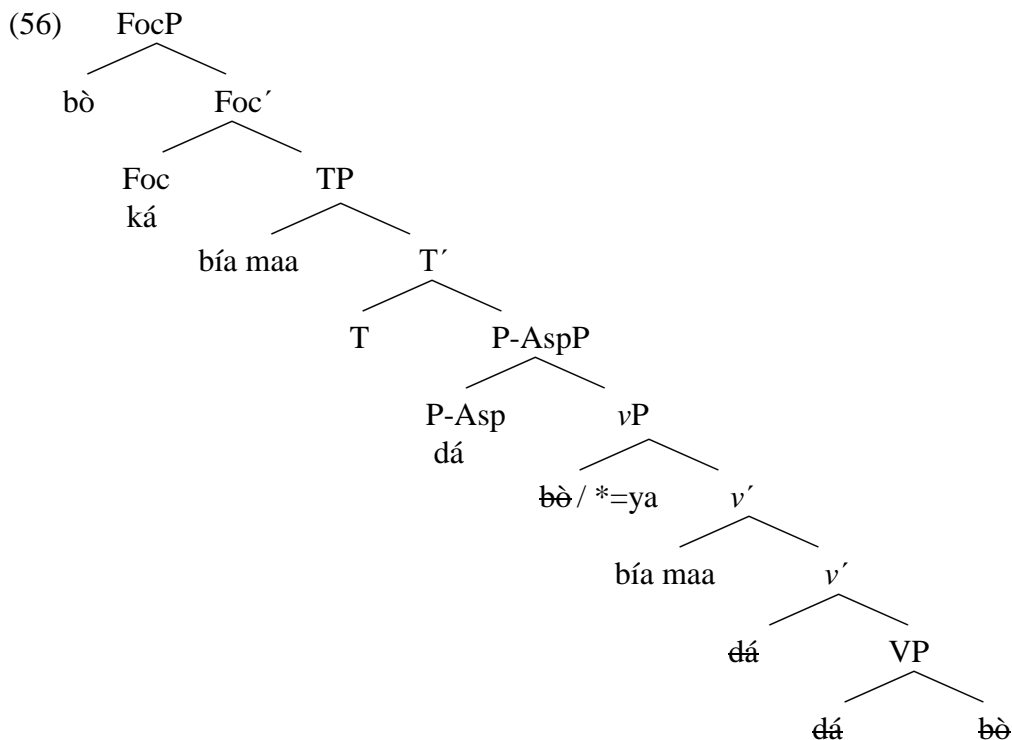 (56) FocP
bò Foc´
Foc TP
ká
bía maa T´
T P-AspP
P-Asp vP
dá
bò / *=ya v´
bía maa v´
dá VP
dá bò